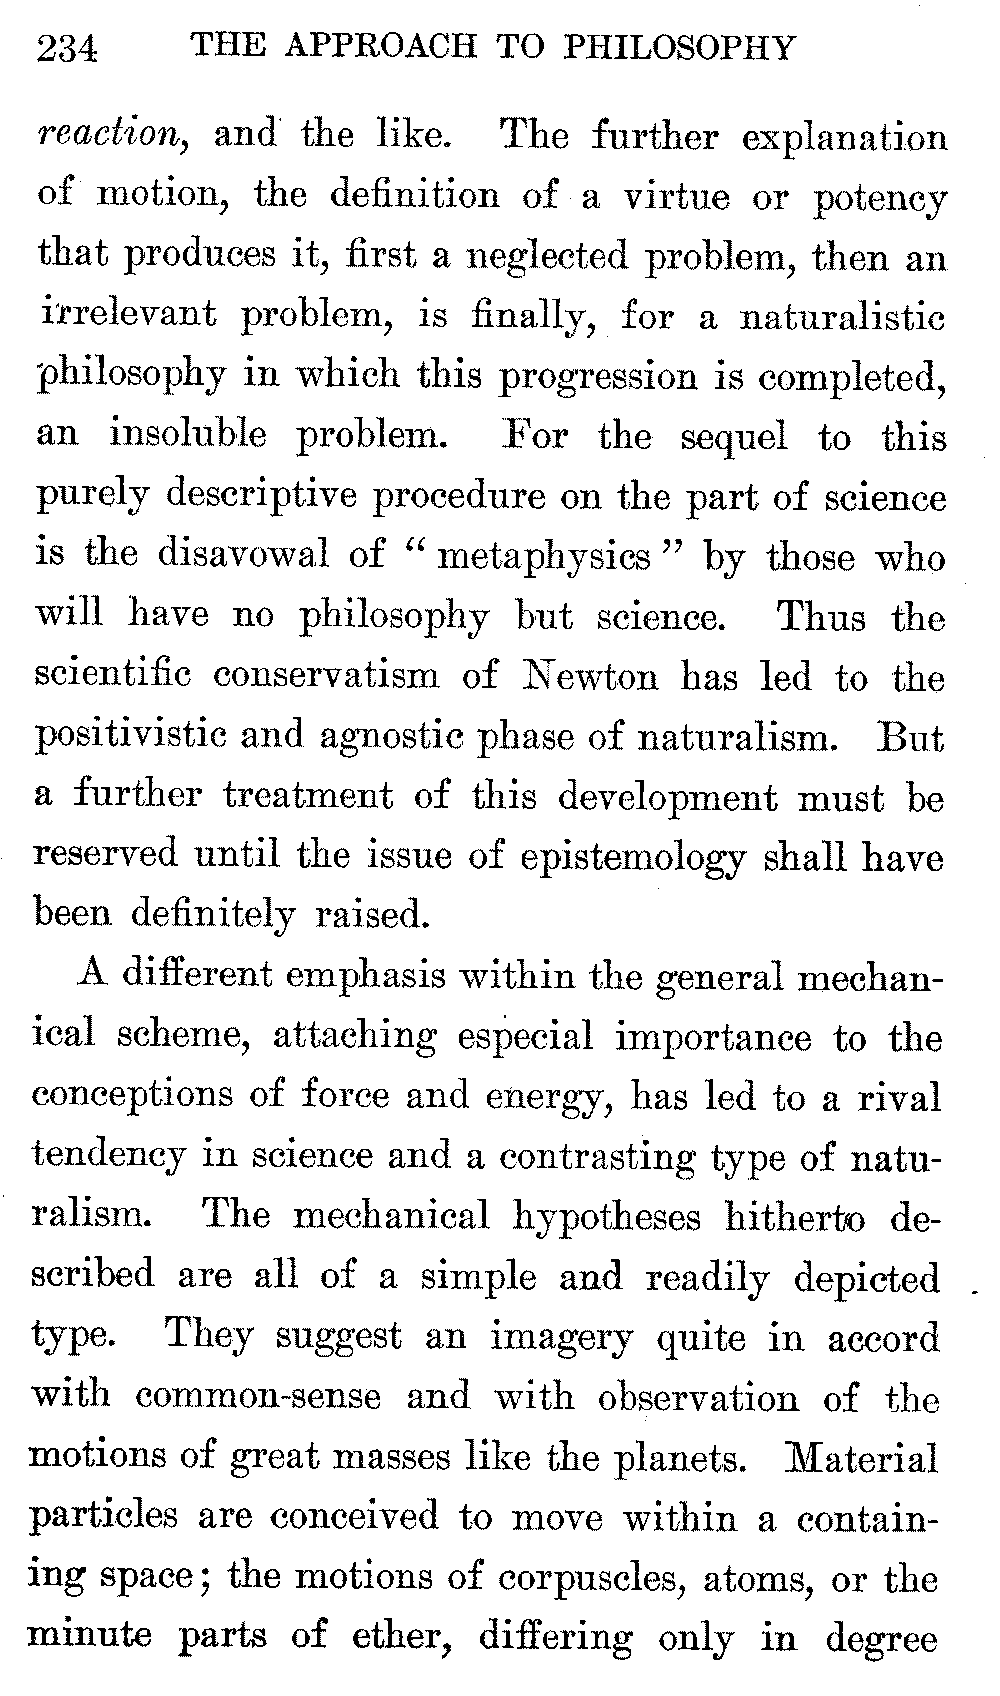 234 THE APPROACH TO PHILOSOPHY
reaction, and the like. The further explanation
of motion, the definition of a virtue or potency
that produces it, first a neglected problem, then an
irrelevant problem, is finally, for a naturalistic
philosophy in which this progression is completed,
an insoluble problem. For the sequel to this
purely descriptive procedure on the part of science
is the disavowal of “ metaphysics ” by those who
will have no philosophy but science. Thus the
scientific conservatism of Newton has led to the
positivistic and agnostic phase of naturalism. But
a further treatment of this development must be
reserved until the issue of epistemology shall have
been definitely raised.
A different emphasis within the general mechan-
ical scheme, attaching especial importance to the
conceptions of force and energy, has led to a rival
tendency in science and a contrasting type of natu-
ralism. The mechanical hypotheses hitherto de-
scribed are all of a simple and readily depicted
type. They suggest an imagery quite in accord
with common-sense and with observation of the
motions of great masses like the planets. Material
particles are conceived to move within a contain-
ing space; the motions of corpuscles, atoms, or the
minute parts of ether, differing only in degree